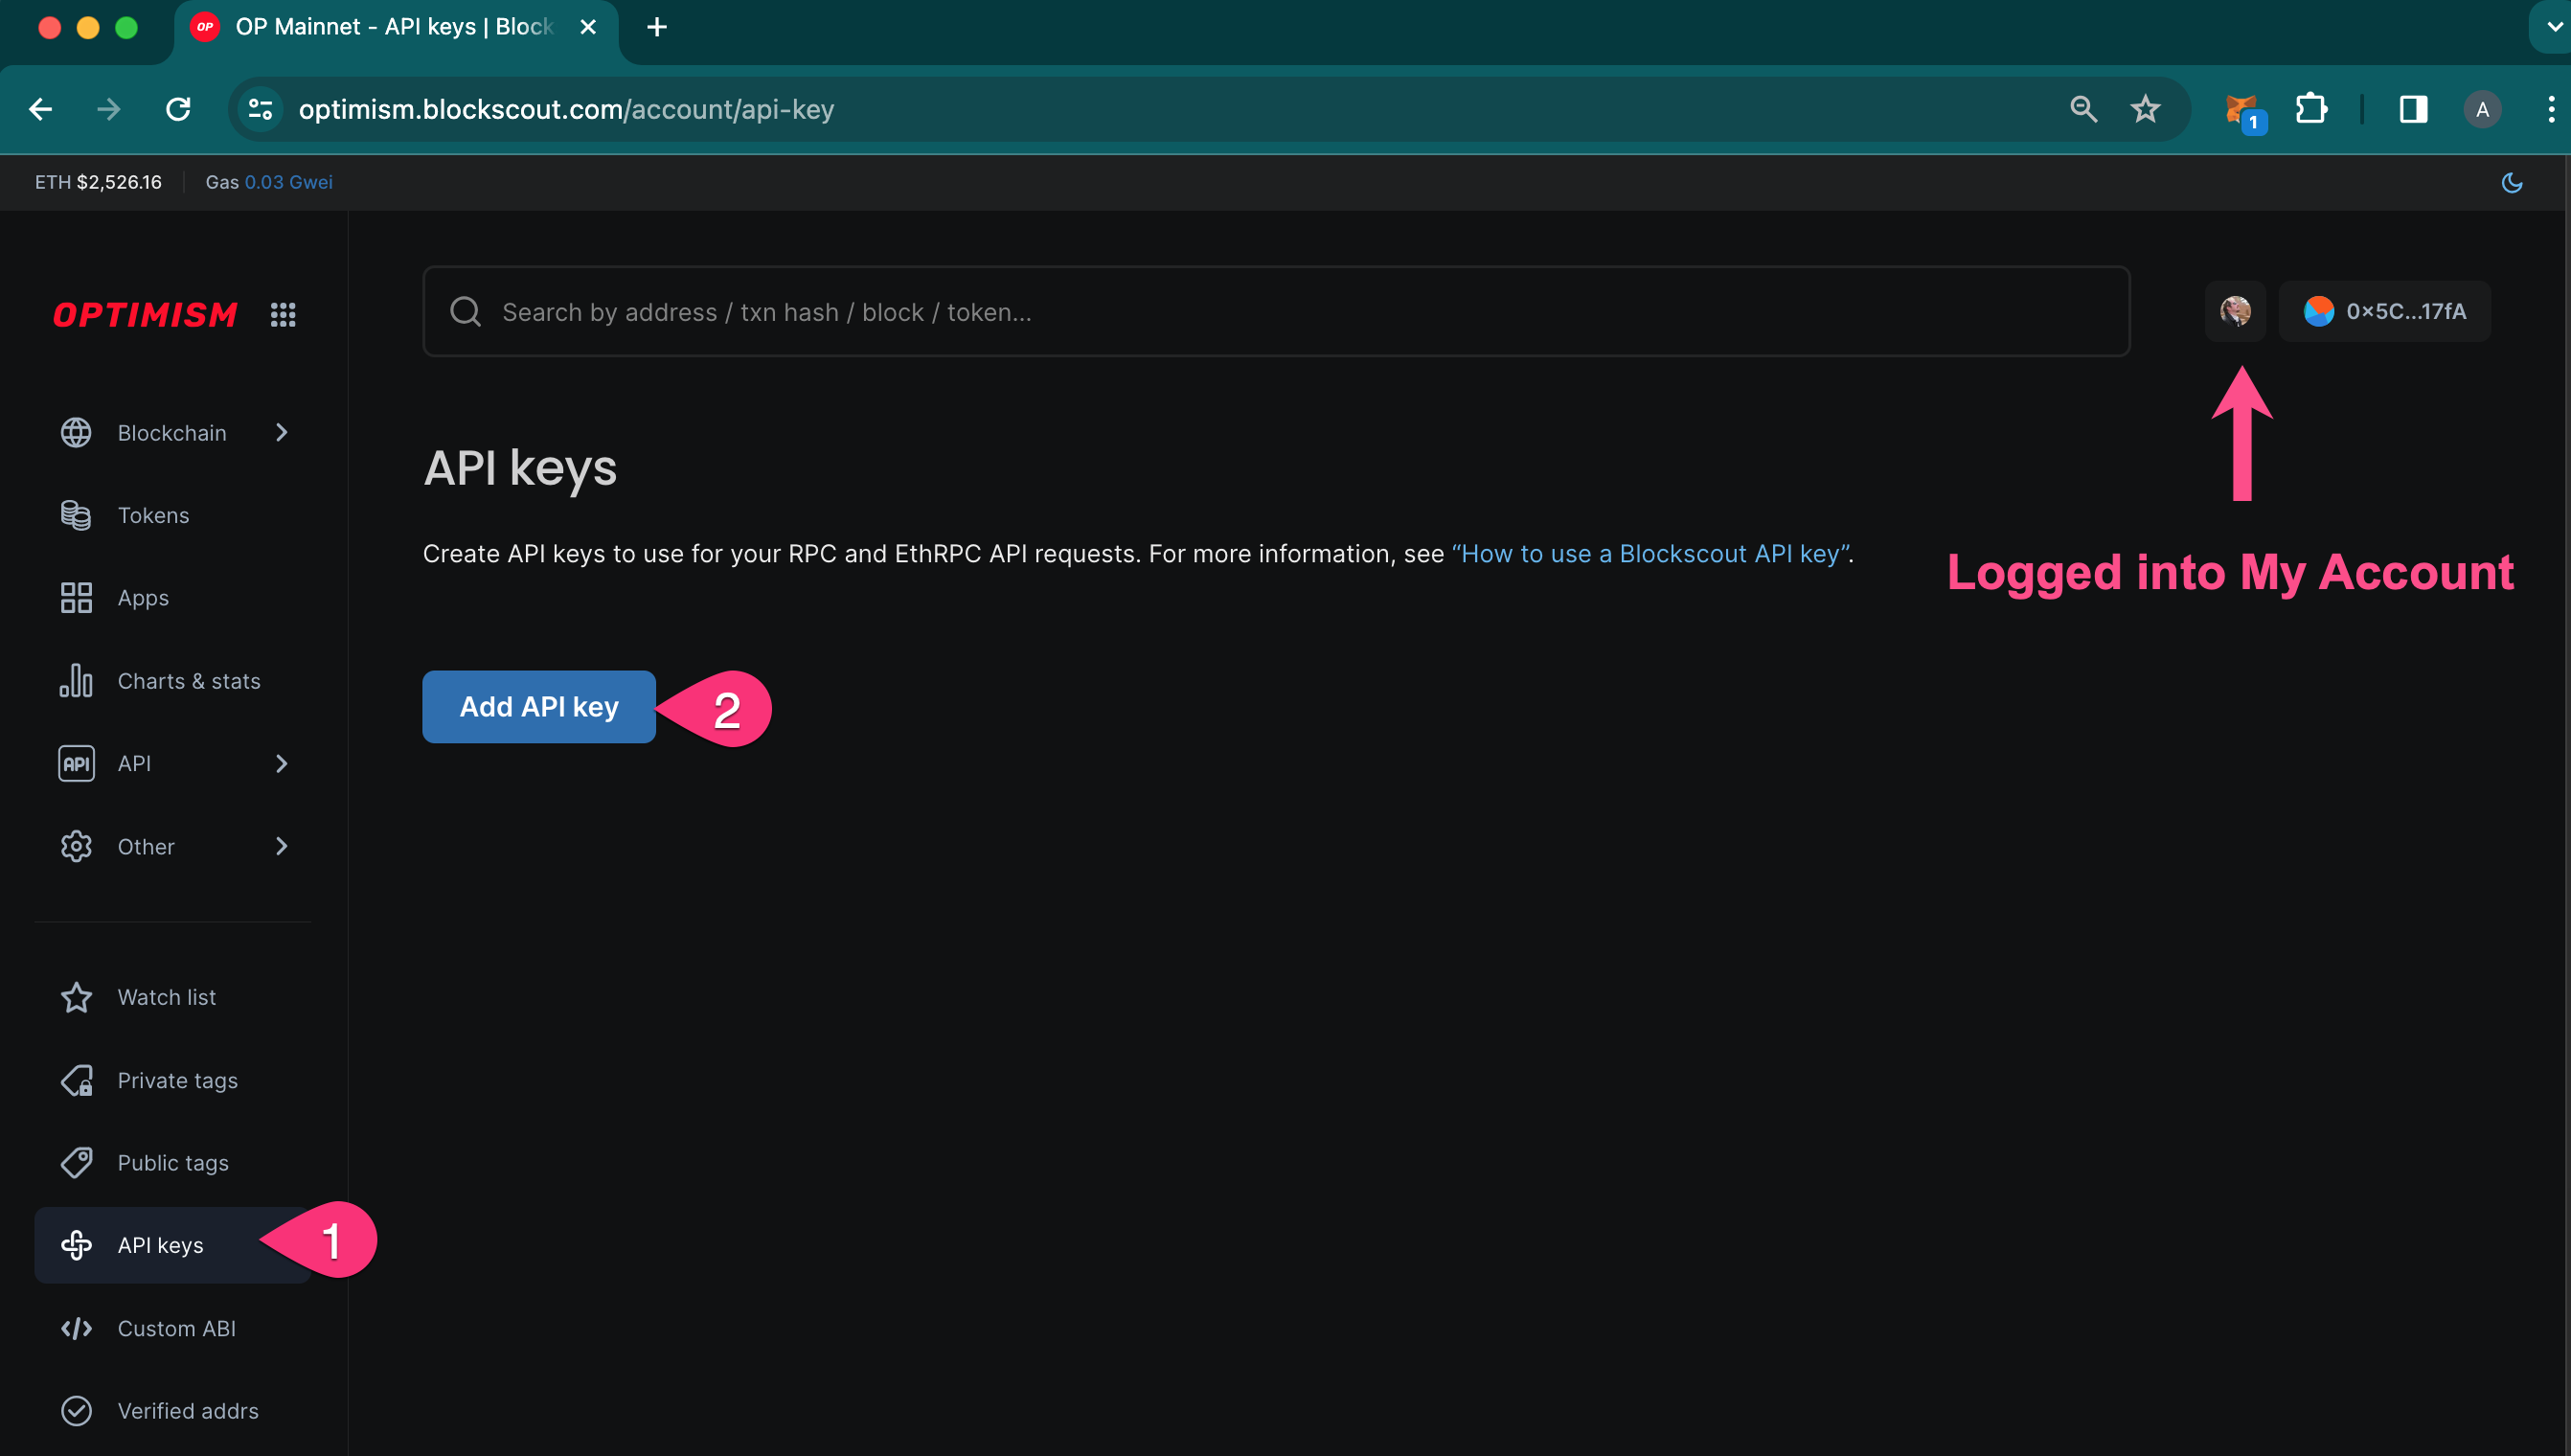 OP Mainnet - API keys | Block
optimism.blockscout.com/account/api-key
1
A
ETH $2,526.16
Gas 0.03 Gwei
OPTIMISM
Search by address / txn hash / block / token...
0x5C...17fA
Blockchain
Tokens
Apps
Charts & stats
API
API
Other
Watch list
Private tags
Public tags
API keys
1
Custom ABI
Verified addrs
API keys
Create API keys to use for your RPC and EthRPC API requests. For more information, see “How to use a Blockscout API key”.
Logged into My Account
Add API key
2